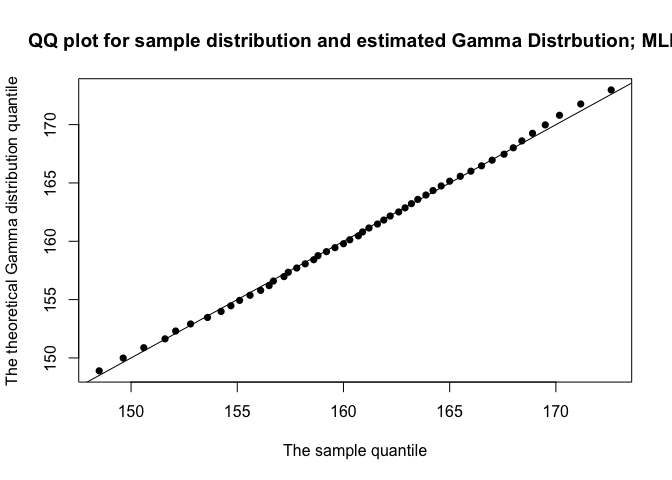 QQ plot for sample distribution and estimated Gamma Distrbution; MLE
The theoretical Gamma distribution quantile
170
165
160
155
150
150 155 160 165 170
The sample quantile